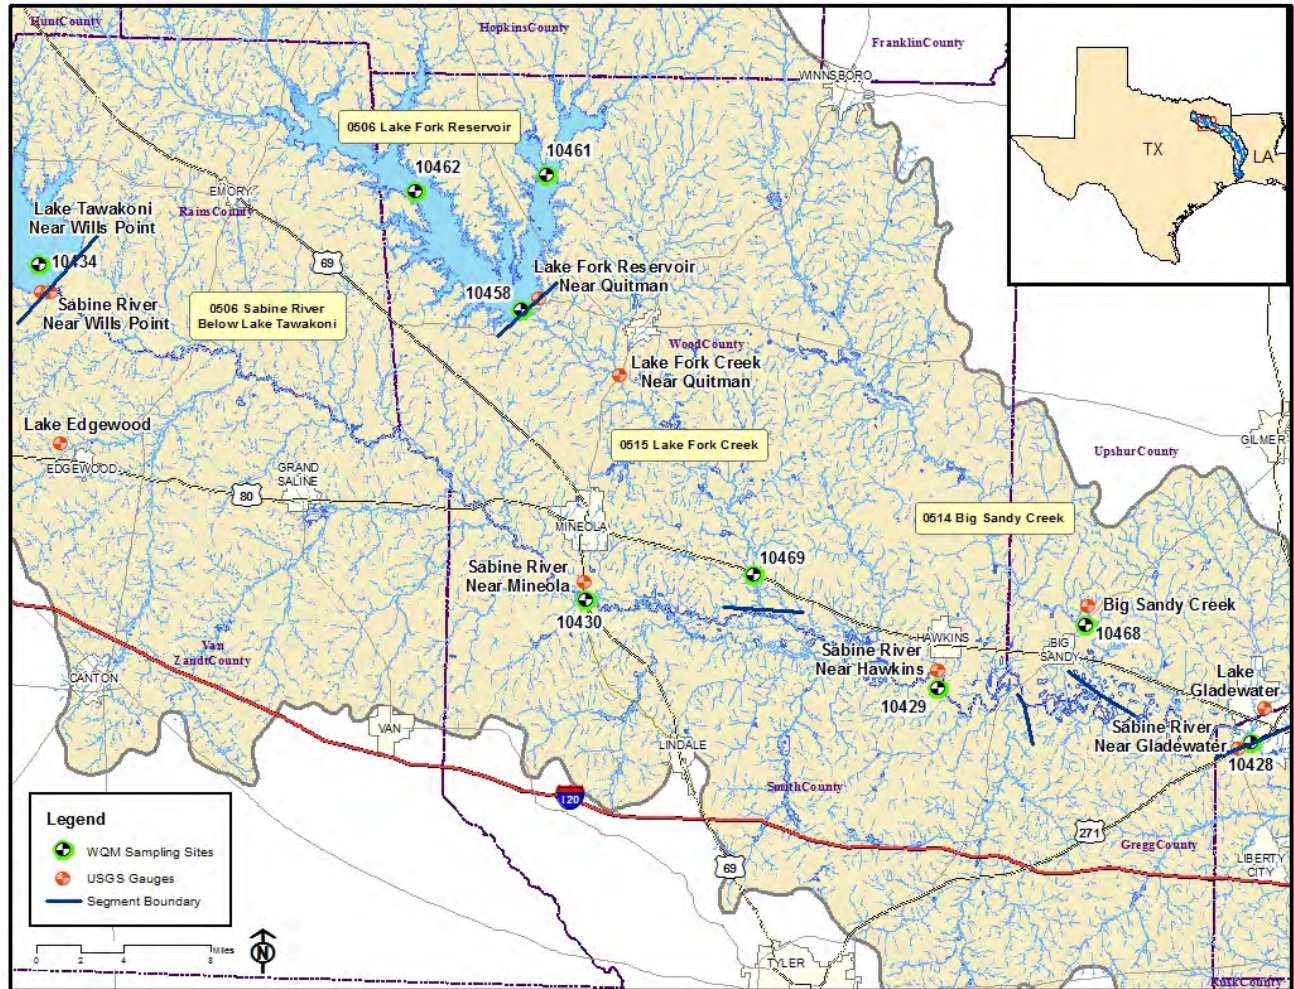 HuntCounty
HopkinsCounty
FranklinCounty
WINNSBORO
0506 Lake Fork Reservoir
10461
10462
TX
LA
EMORY
RainsCounty
Lake Tawakoni
Near Wills Point
10434
69
Lake Fork Reservoir
Near Quitman
10458
Sabine River
Near Wills Point
0506 Sabine River
Below Lake Tawakoni
WoodCounty
Lake Fork Creek
Near Quitman
Lake Edgewood
EDGEWOOD
0515 Lake Fork Creek
GILMER
Upshur County
GRAND
SALINE
80
MINEOLA
0514 Big Sandy Creek
10469
Sabine River
Near Mineola
10430
Big Sandy Creek
10468
HAWKINS
BIG
SANDY
Sabine River
Near Hawkins
10429
Van
ZandtCounty
CANTON
Lake
Gladewater
Sabine River
Near Gladewater
10428
VAN
LINDALE
SmithCounty
120
271
GreggCounty
LIBERTY
CITY
69
Legend
WQM Sampling Sites
USGS Gauges
Segment Boundary
Miles
0 2 4 8
N
TYLER
RuskCounty